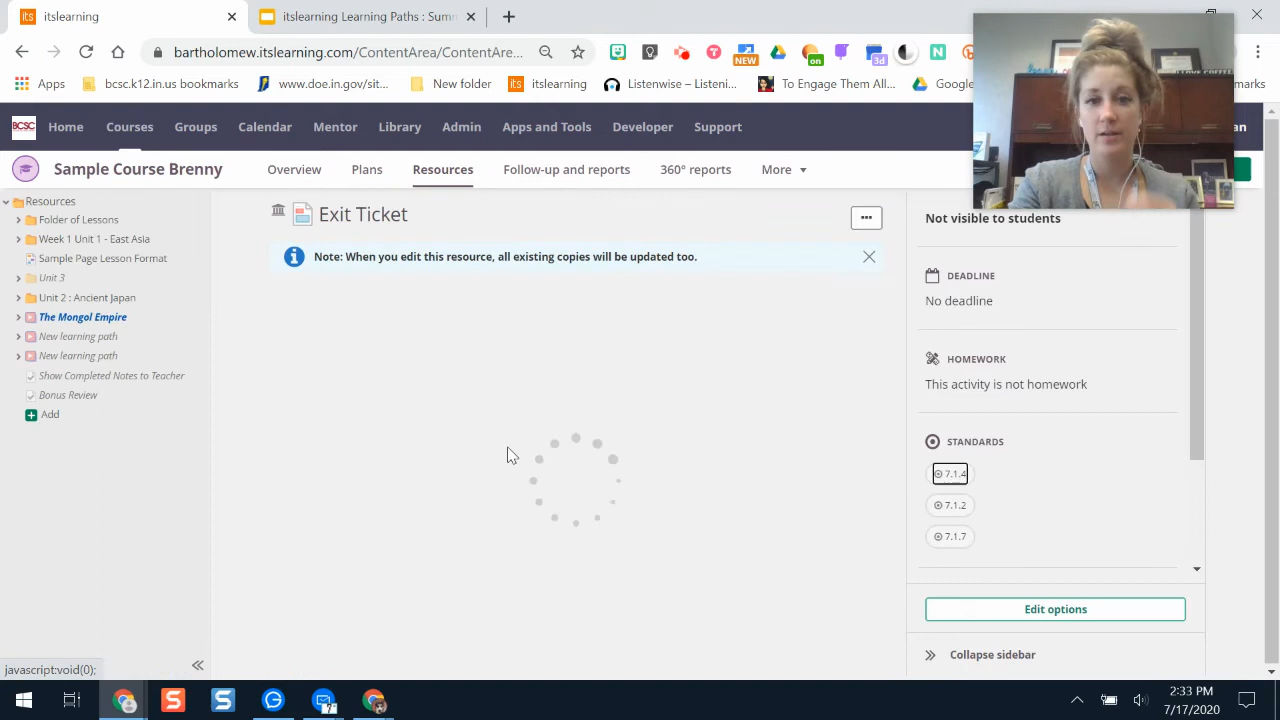 itslearning
itslearning Learning Paths : Sum
bartholomew.itslearning.com/ContentArea/ContentAre...
NEW
on
3d
Apps
bcsc.k12.in.us bookmarks
www.doe.in.gov/sit...
New folder
itslearning
Listenwise – Listeni...
To Engage Them All...
Google
marks
BCSC
Home
Courses
Groups
Calendar
Mentor
Library
Admin
Apps and Tools
Developer
Support
an
Sample Course Brenny
Overview
Plans
Resources
Follow-up and reports
360° reports
More
Resources
Folder of Lessons
Week 1 Unit 1 - East Asia
Sample Page Lesson Format
Unit 3
Unit 2 : Ancient Japan
The Mongol Empire
New learning path
New learning path
Show Completed Notes to Teacher
Bonus Review
Add
Exit Ticket
Note: When you edit this resource, all existing copies will be updated too.
Not visible to students
DEADLINE
No deadline
HOMEWORK
This activity is not homework
STANDARDS
7.1.4
7.1.2
7.1.7
Edit options
Collapse sidebar
javascript:void(0);
2:33 PM
7/17/2020